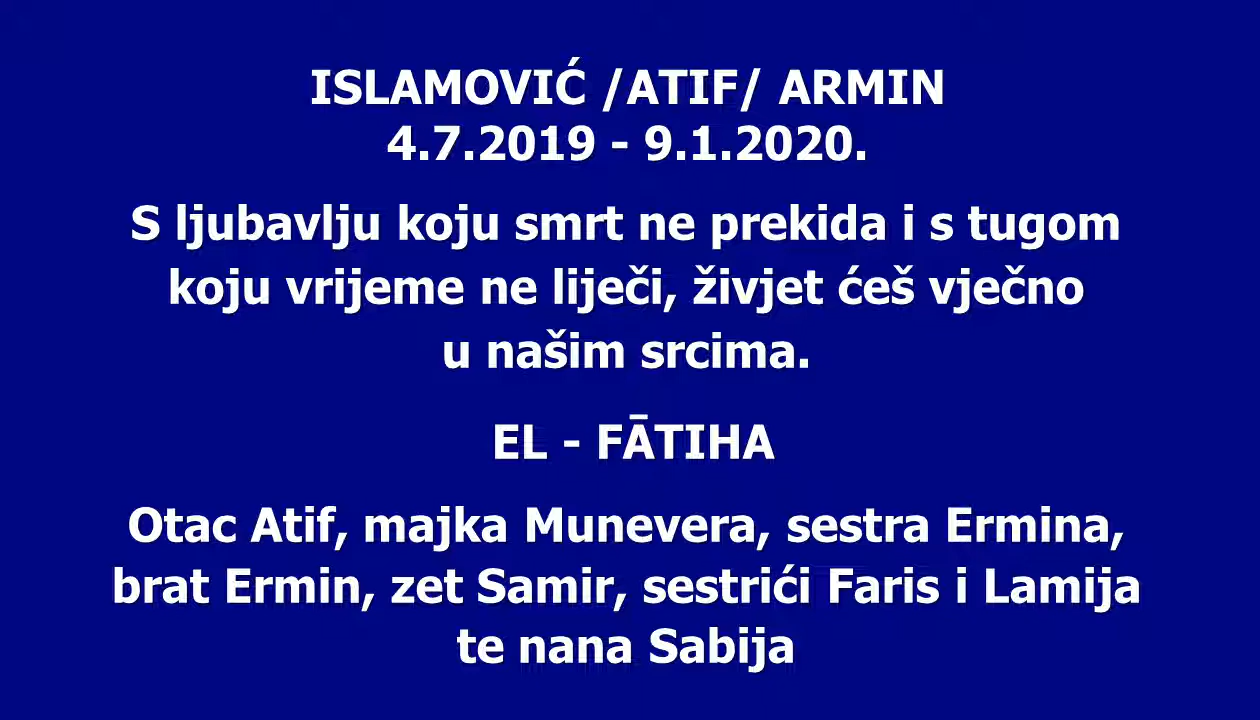 ISLAMOVIĆ /ATIF/ ARMIN
4.7.2019 - 9.1.2020.
S ljubavlju koju smrt ne prekida i s tugom
koju vrijeme ne liječi, živjet ćeš vječno
u našim srcima.
EL - FĀTIHA
Otac Atif, majka Munevera, sestra Ermina,
brat Ermin, zet Samir, sestrići Faris i Lamija
te nana Sabija